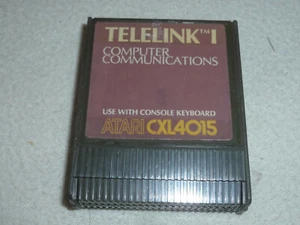 TELELINK™ I
COMPUTER
COMMUNICATIONS
USE WITH CONSOLE KEYBOARD
ATARI CXL4015